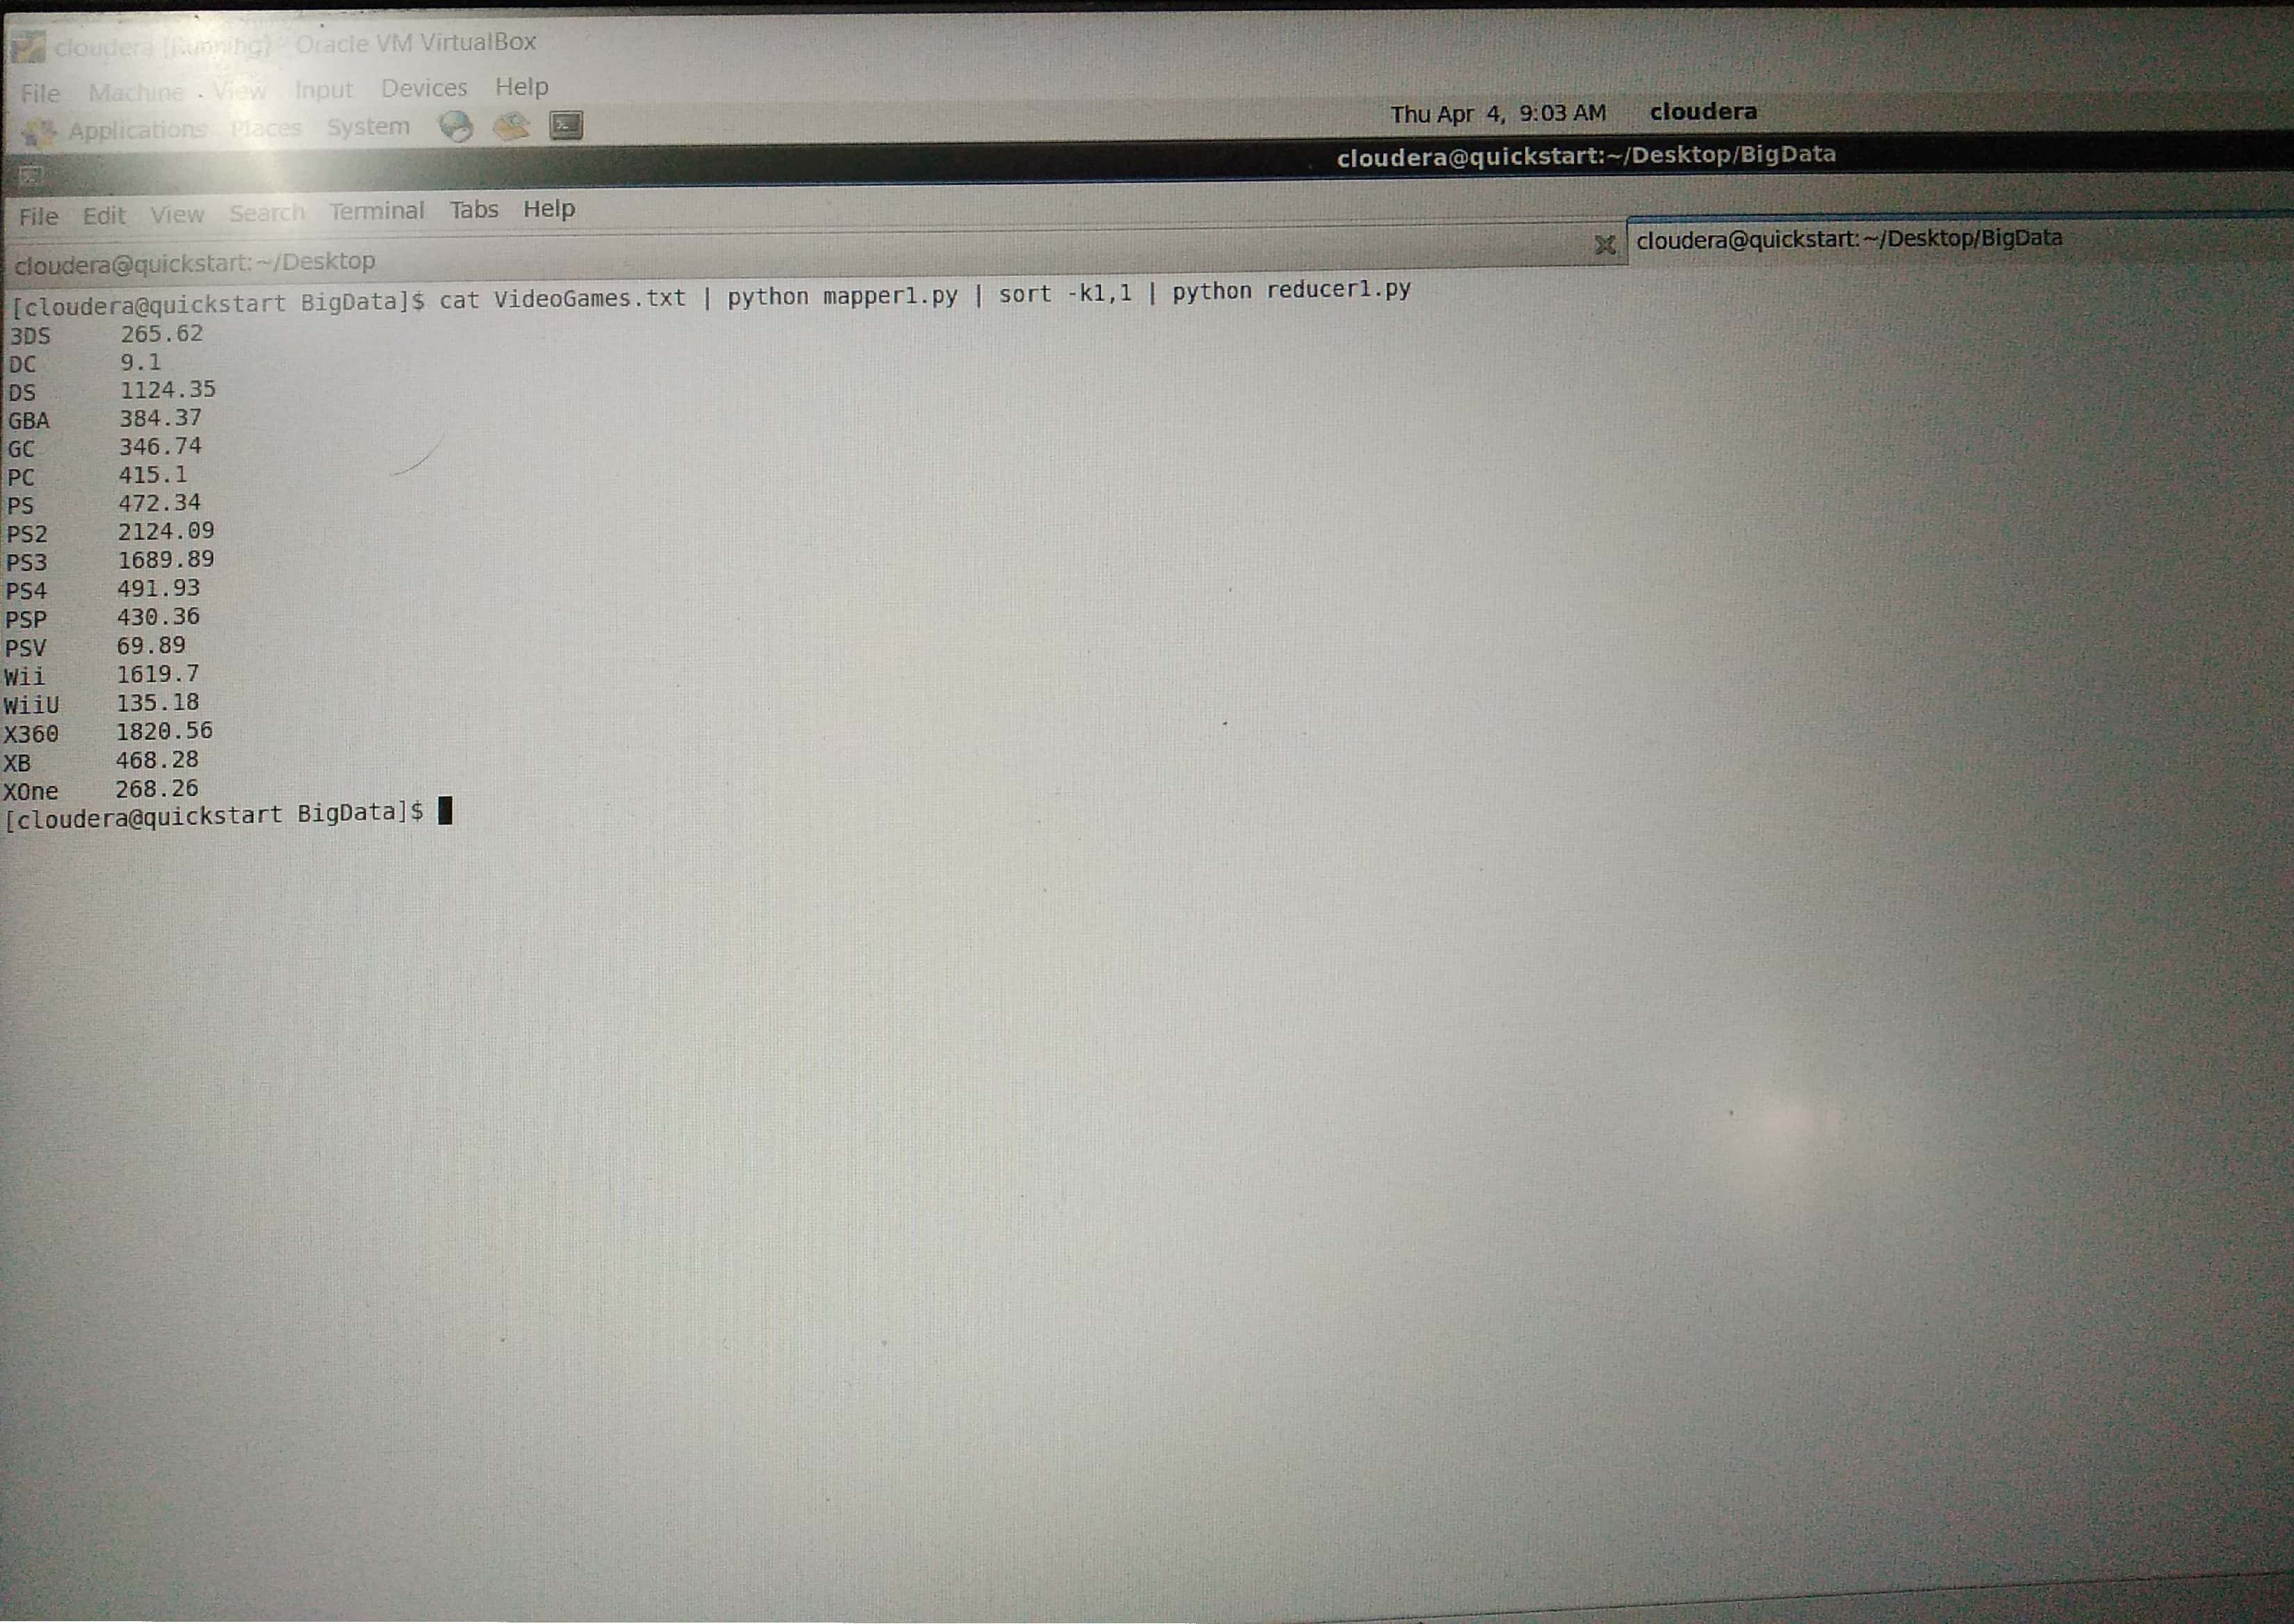 cloudera [Running] - Oracle VM VirtualBox
File Machine View Input Devices Help
Applications Places System Thu Apr 4, 9:03 AM cloudera
cloudera@quickstart:~/Desktop/BigData
File Edit View Search Terminal Tabs Help
cloudera@quickstart:~/Desktop cloudera@quickstart:~/Desktop/BigData
[cloudera@quickstart BigData]$ cat VideoGames.txt | python mapper1.py | sort -k1,1 | python reducer1.py
3DS 265.62
DC 9.1
DS 1124.35
GBA 384.37
GC 346.74
PC 415.1
PS 472.34
PS2 2124.09
PS3 1689.89
PS4 491.93
PSP 430.36
PSV 69.89
Wii 1619.7
WiiU 135.18
X360 1820.56
XB 468.28
XOne 268.26
[cloudera@quickstart BigData]$